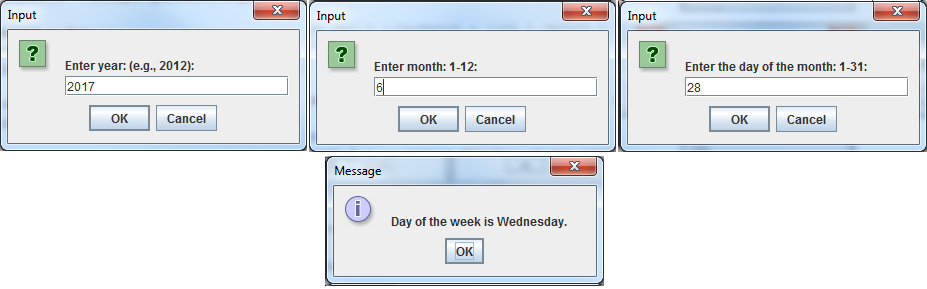 Input
Enter year: (e.g., 2012):
2017
OK
Cancel
Input
Enter month: 1-12:
6
OK
Cancel
Input
Enter the day of the month: 1-31:
28
OK
Cancel
Message
Day of the week is Wednesday.
OK